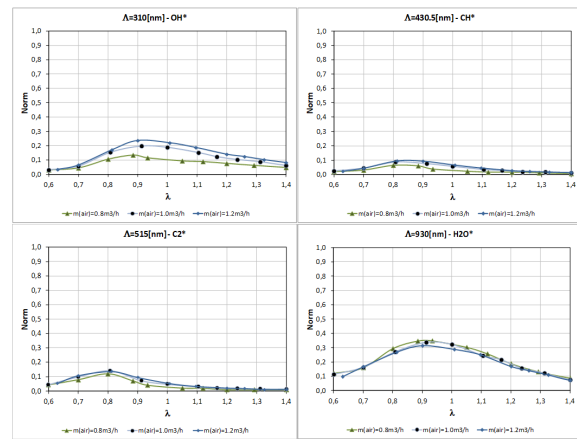 Λ=310[nm] - OH*
Norm
1,0
0,9
0,8
0,7
0,6
0,5
0,4
0,3
0,2
0,1
0,0
0,6 0,7 0,8 0,9 1 1,1 1,2 1,3 1,4
λ
m(air)=0.8m3/h m(air)=1.0m3/h m(air)=1.2m3/h
Λ=430.5[nm] - CH*
Norm
1,0
0,9
0,8
0,7
0,6
0,5
0,4
0,3
0,2
0,1
0,0
0,6 0,7 0,8 0,9 1 1,1 1,2 1,3 1,4
λ
m(air)=0.8m3/h m(air)=1.0m3/h m(air)=1.2m3/h
Λ=515[nm] - C2*
Norm
1,0
0,9
0,8
0,7
0,6
0,5
0,4
0,3
0,2
0,1
0,0
0,6 0,7 0,8 0,9 1 1,1 1,2 1,3 1,4
λ
m(air)=0.8m3/h m(air)=1.0m3/h m(air)=1.2m3/h
Λ=930[nm] - H2O*
Norm
1,0
0,9
0,8
0,7
0,6
0,5
0,4
0,3
0,2
0,1
0,0
0,6 0,7 0,8 0,9 1 1,1 1,2 1,3 1,4
λ
m(air)=0.8m3/h m(air)=1.0m3/h m(air)=1.2m3/h